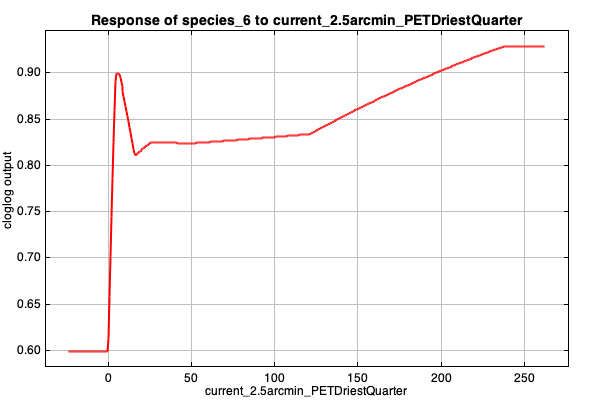 Response of species_6 to current_2.5arcmin_PETDriestQuarter
cloglog output
0.90
0.85
0.80
0.75
0.70
0.65
0.60
0 50 100 150 200 250
current_2.5arcmin_PETDriestQuarter